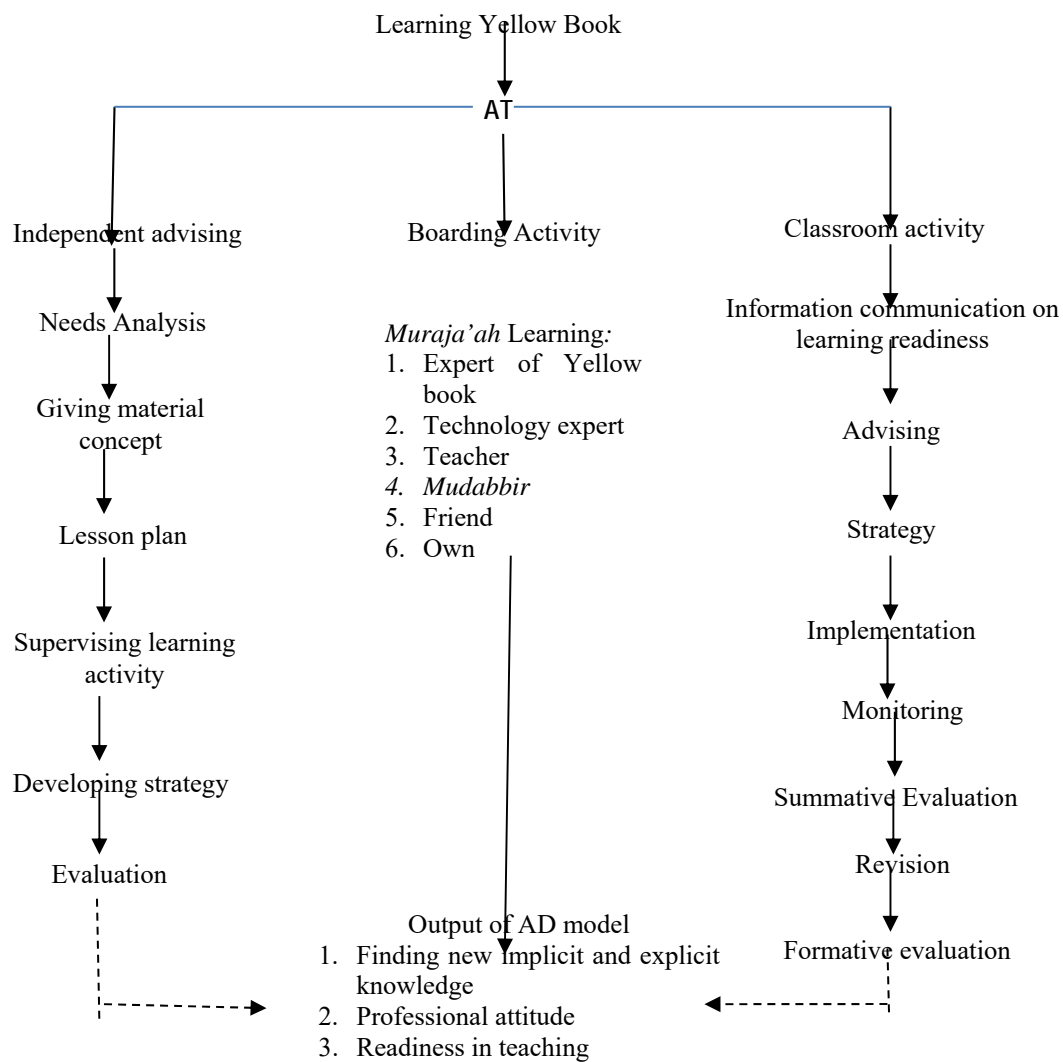 Learning Yellow Book
AT
Independent advising
Needs Analysis
Giving material
concept
Lesson plan
Supervising learning
activity
Developing strategy
Evaluation
Boarding Activity
Muraja’ah Learning:
1. Expert of Yellow
book
2. Technology expert
3. Teacher
4. Mudabbir
5. Friend
6. Own
Classroom activity
Information communication on
learning readiness
Advising
Strategy
Implementation
Monitoring
Summative Evaluation
Revision
Formative evaluation
Output of AD model
1. Finding new implicit and explicit
knowledge
2. Professional attitude
3. Readiness in teaching